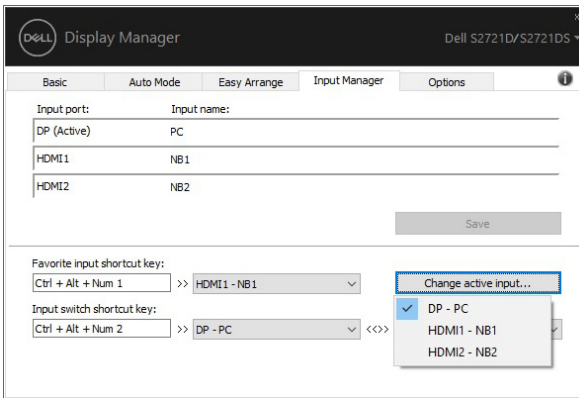 DELL Display Manager Dell S2721D/S2721DS
Basic Auto Mode Easy Arrange Input Manager Options
Input port: Input name:
DP (Active) PC
HDMI1 NB1
HDMI2 NB2
Save
Favorite input shortcut key:
Ctrl + Alt + Num 1 >> HDMI1 - NB1 Change active input...
Input switch shortcut key:
Ctrl + Alt + Num 2 >> DP - PC <<>>
DP - PC
HDMI1 - NB1
HDMI2 - NB2